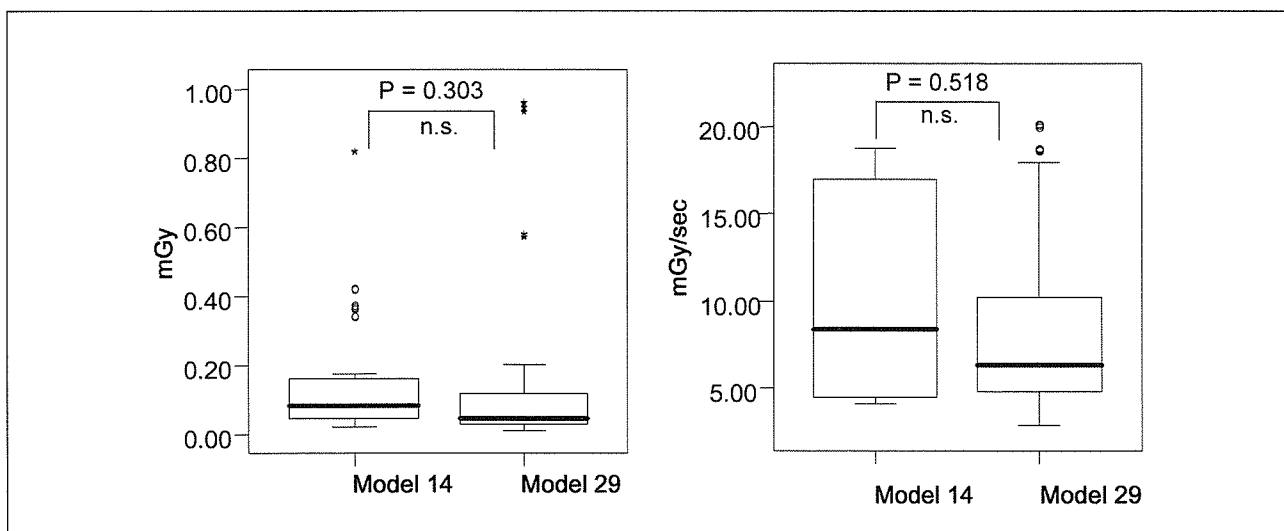 P = 0.303
n.s.
1.00
0.80
0.60
0.40
0.20
0.00
mGy
Model 14 Model 29
P = 0.518
n.s.
20.00
15.00
10.00
5.00
mGy/sec
Model 14 Model 29